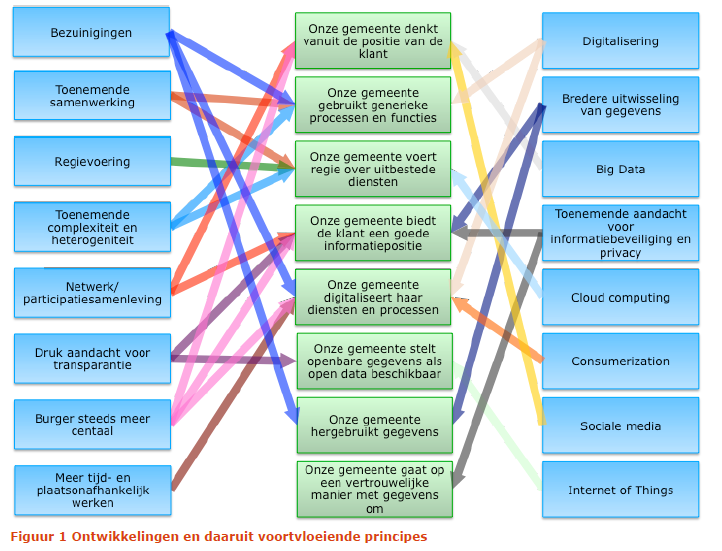 Bezuinigingen
Toenemende
samenwerking
Regievoering
Toenemende
complexiteit en
heterogeniteit
Netwerk/
participatiesamenleving
Druk aandacht voor
transparantie
Burger steeds meer
centaal
Meer tijd- en
plaatsonafhankelijk
werken
Onze gemeente denkt
vanuit de positie van de
klant
Onze gemeente
gebruikt generieke
processen en functies
Onze gemeente voert
regie over uitbestede
diensten
Onze gemeente biedt
de klant een goede
informatiepositie
Onze gemeente
digitaliseert haar
diensten en processen
Onze gemeente stelt
openbare gegevens als
open data beschikbaar
Onze gemeente
hergebruikt gegevens
Onze gemeente gaat op
een vertrouwelijke
manier met gegevens
om
Digitalisering
Bredere uitwisseling
van gegevens
Big Data
Toenemende aandacht
voor
informatiebeveiliging en
privacy
Cloud computing
Consumerization
Sociale media
Internet of Things
Figuur 1 Ontwikkelingen en daaruit voortvloeiende principes